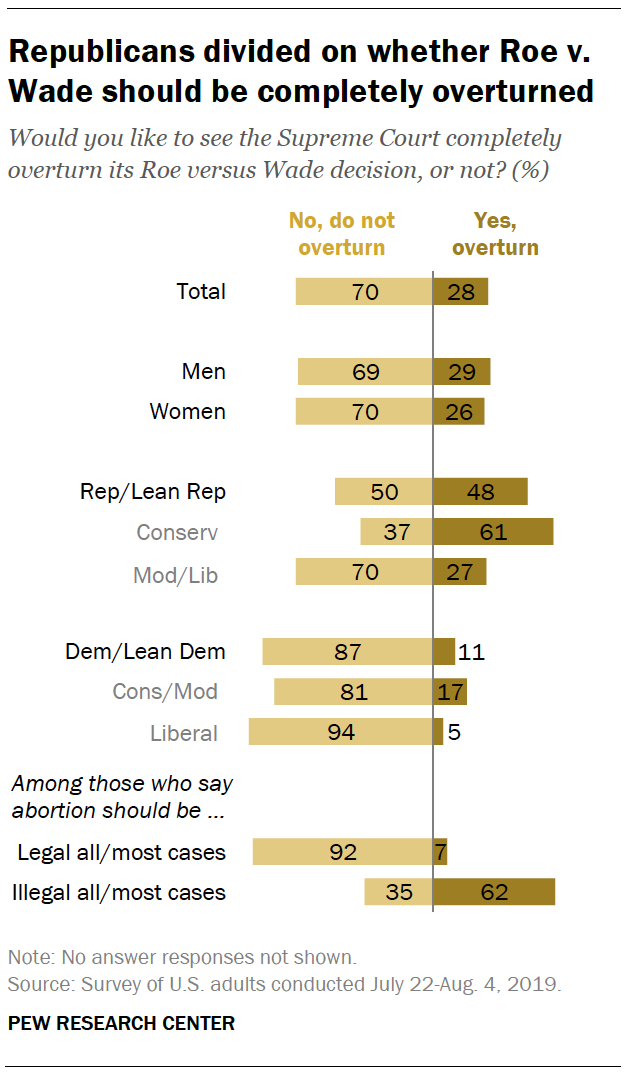 Republicans divided on whether Roe v.
Wade should be completely overturned
Would you like to see the Supreme Court completely
overturn its Roe versus Wade decision, or not? (%)
No, do not overturn
Yes, overturn
Total 70 28
Men 69 29
Women 70 26
Rep/Lean Rep 50 48
Conserv 37 61
Mod/Lib 70 27
Dem/Lean Dem 87 11
Cons/Mod 81 17
Liberal 94 5
Among those who say
abortion should be ...
Legal all/most cases 92 7
Illegal all/most cases 35 62
Note: No answer responses not shown.
Source: Survey of U.S. adults conducted July 22-Aug. 4, 2019.
PEW RESEARCH CENTER